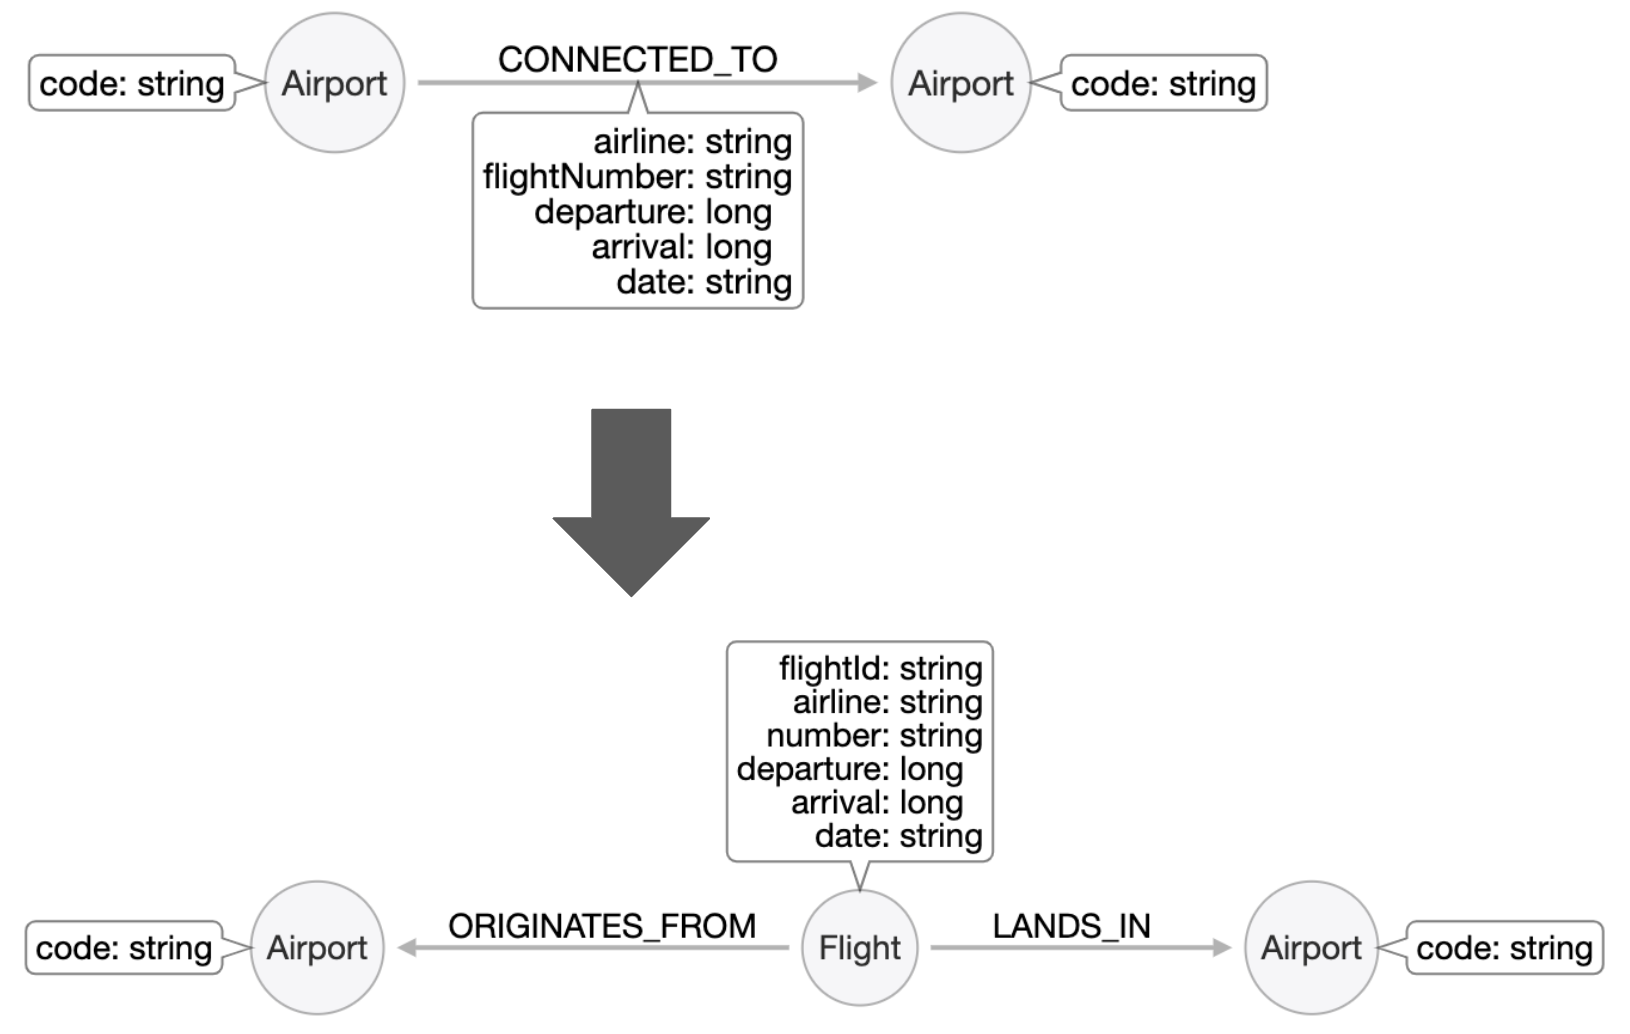 CONNECTED_TO
code: string
Airport
Airport
code: string
airline: string
flightNumber: string
departure: long
arrival: long
date: string
flightId: string
airline: string
number: string
departure: long
arrival: long
date: string
ORIGINATES_FROM
LANDS_IN
code: string
Airport
Flight
Airport
code: string